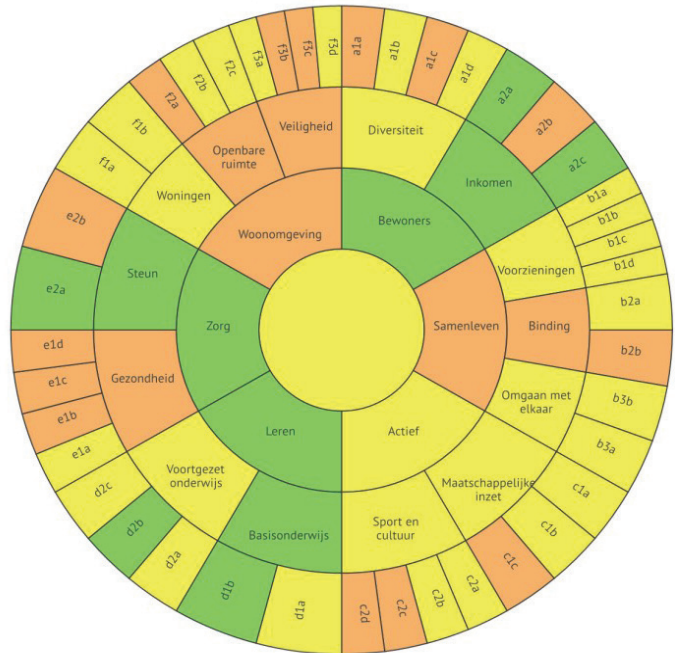 a1a
a1b
a1c
a1d
a2a
a2b
a2c
b1a
b1b
b1c
b1d
b2a
b2b
b3b
b3a
c1a
c1b
c1c
c2a
c2b
c2c
c2d
d1a
d1b
d2a
d2b
d2c
e1a
e1b
e1c
e1d
e2a
e2b
f1a
f1b
f2a
f2b
f2c
f3a
f3b
f3c
f3d
Diversiteit
Inkomen
Voorzieningen
Binding
Omgaan met
elkaar
Maatschappelijke
inzet
Sport en
cultuur
Basisonderwijs
Voortgezet
onderwijs
Gezondheid
Steun
Woningen
Openbare
ruimte
Veiligheid
Bewoners
Samenleven
Actief
Leren
Zorg
Woonomgeving